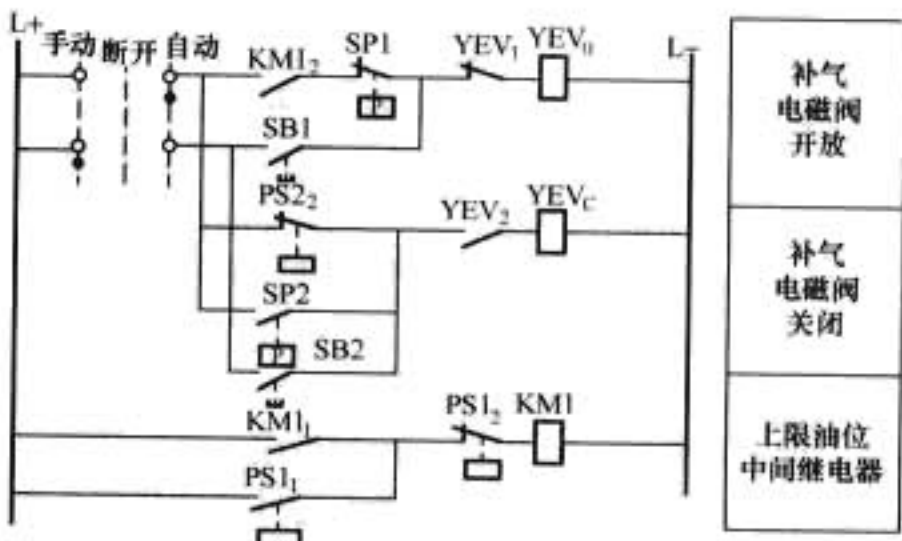 L+
手动 断开 自动
KM1₂
SP1
YEV₁
YEV₀
L−
SB1
PS2₂
YEV₂
YEV_C
SP2
SB2
KM1₁
PS1₂
KM1
PS1₁
补气
电磁阀
开放
补气
电磁阀
关闭
上限油位
中间继电器